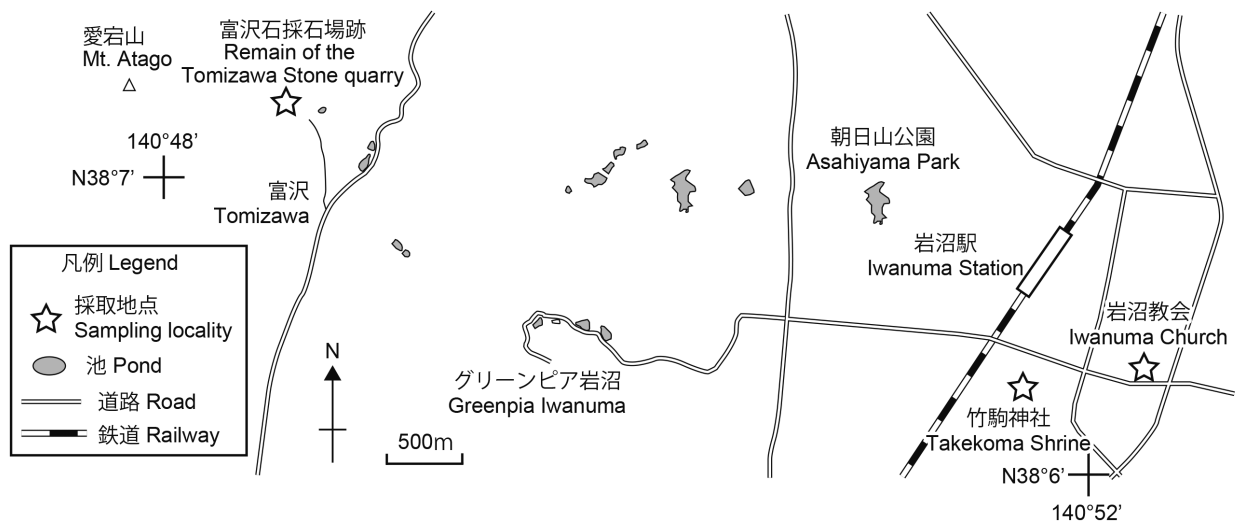 愛宕山
Mt. Atago
富沢石採石場跡
Remain of the
Tomizawa Stone quarry
140°48’
N38°7’
富沢
Tomizawa
朝日山公園
Asahiyama Park
岩沼駅
Iwanuma Station
凡例 Legend
採取地点
Sampling locality
池 Pond
道路 Road
鉄道 Railway
N
500m
グリーンピア岩沼
Greenpia Iwanuma
岩沼教会
Iwanuma Church
竹駒神社
Takekoma Shrine
N38°6’
140°52’